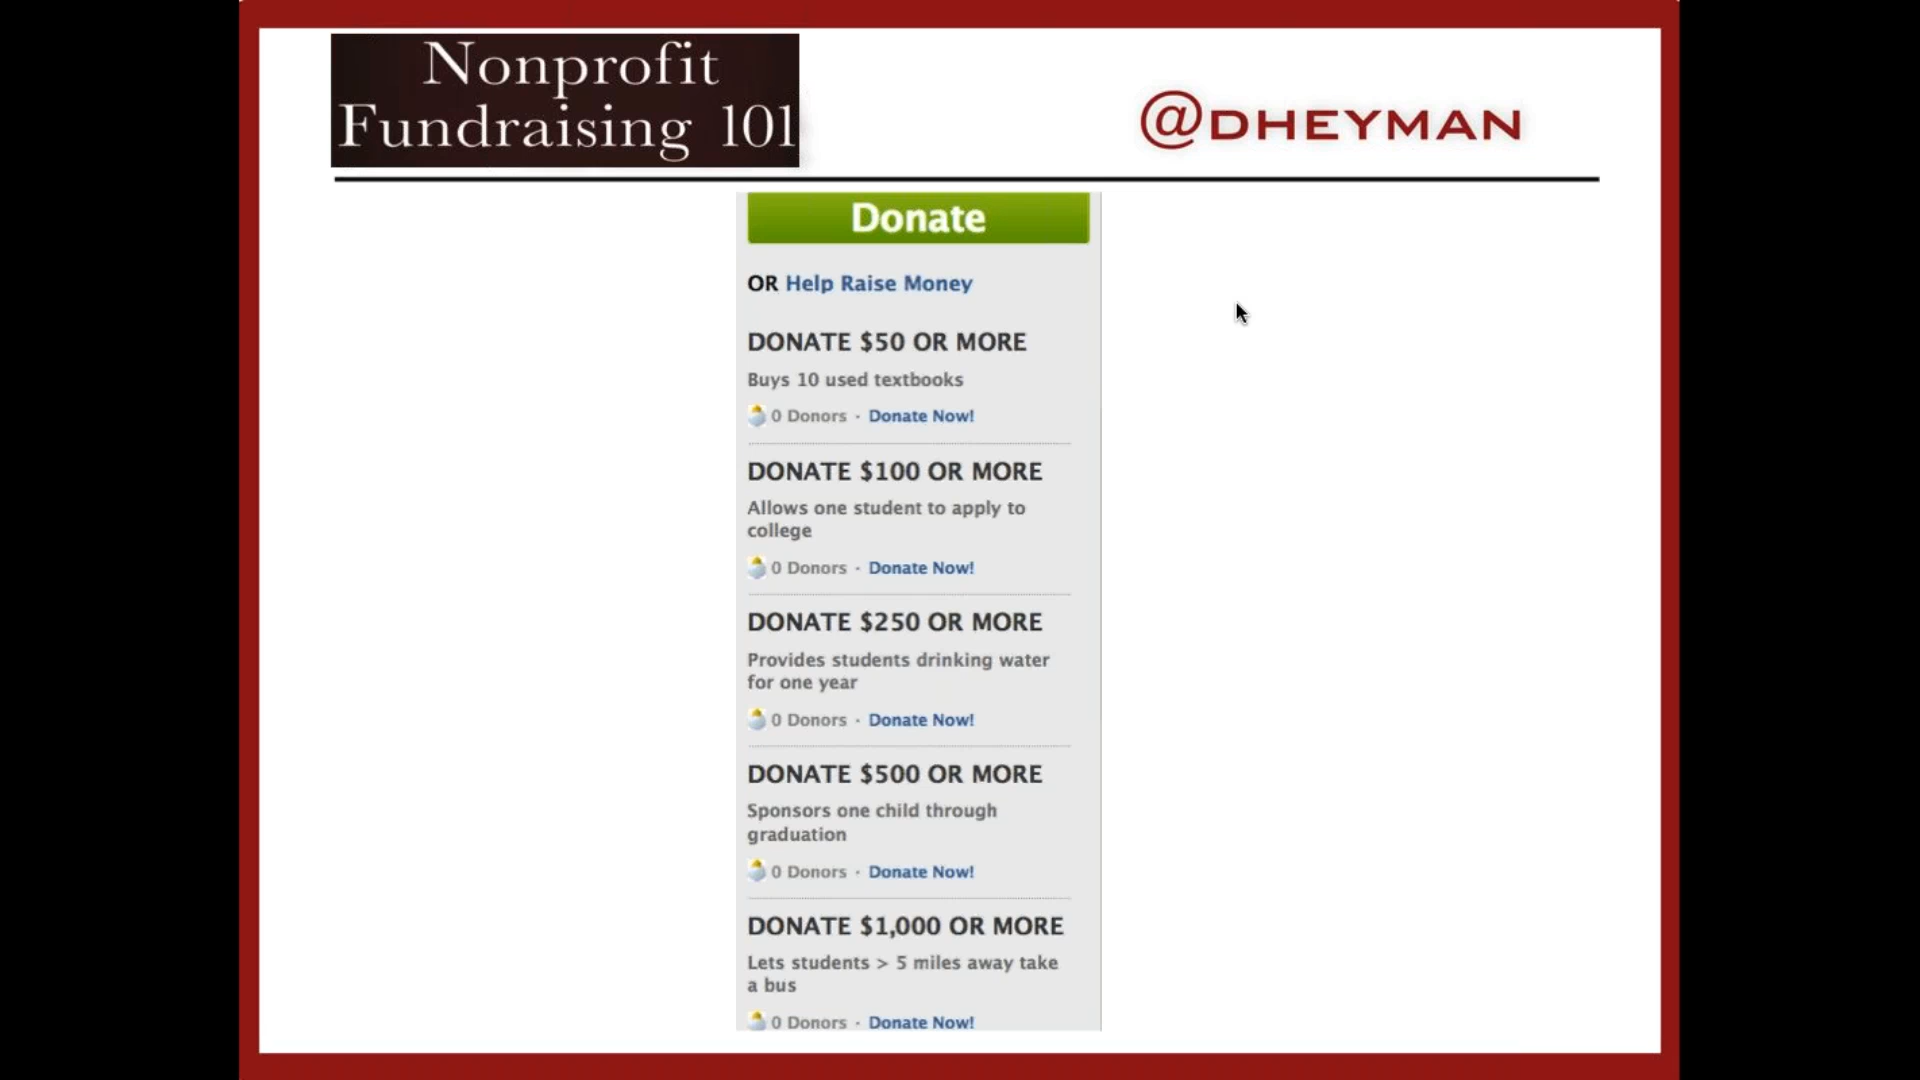 Nonprofit
Fundraising 101
@DHEYMAN
Donate
OR Help Raise Money
DONATE $50 OR MORE
Buys 10 used textbooks
0 Donors · Donate Now!
DONATE $100 OR MORE
Allows one student to apply to
college
0 Donors · Donate Now!
DONATE $250 OR MORE
Provides students drinking water
for one year
0 Donors · Donate Now!
DONATE $500 OR MORE
Sponsors one child through
graduation
0 Donors · Donate Now!
DONATE $1,000 OR MORE
Lets students > 5 miles away take
a bus
0 Donors · Donate Now!